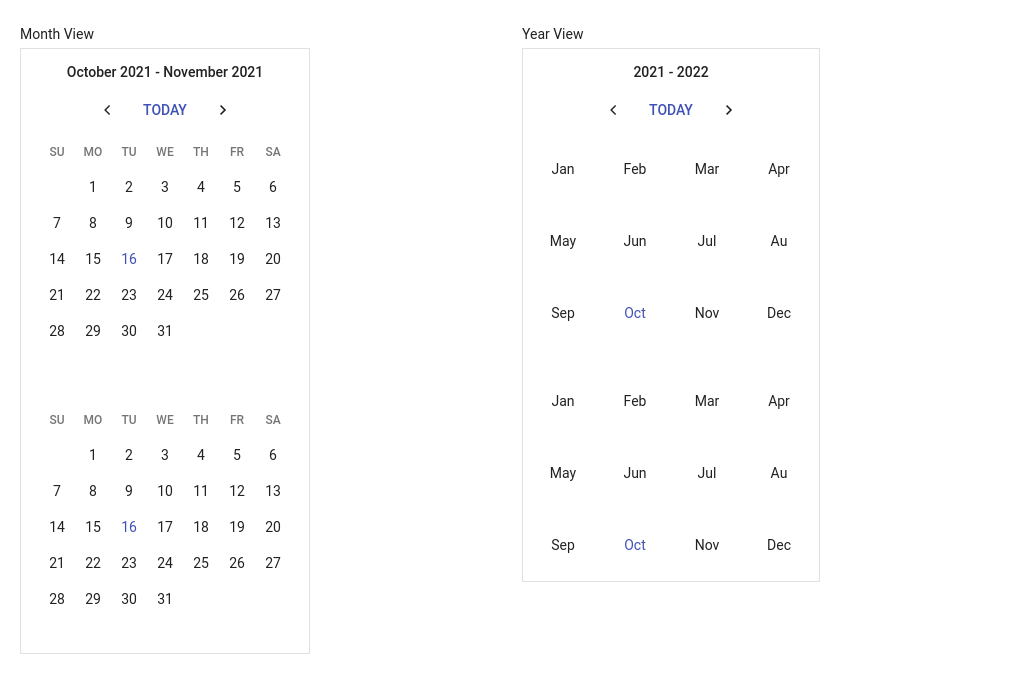 Month View
October 2021 - November 2021
TODAY
SU MO TU WE TH FR SA
1 2 3 4 5 6
7 8 9 10 11 12 13
14 15 16 17 18 19 20
21 22 23 24 25 26 27
28 29 30 31
SU MO TU WE TH FR SA
1 2 3 4 5 6
7 8 9 10 11 12 13
14 15 16 17 18 19 20
21 22 23 24 25 26 27
28 29 30 31
Year View
2021 - 2022
TODAY
Jan Feb Mar Apr
May Jun Jul Au
Sep Oct Nov Dec
Jan Feb Mar Apr
May Jun Jul Au
Sep Oct Nov Dec